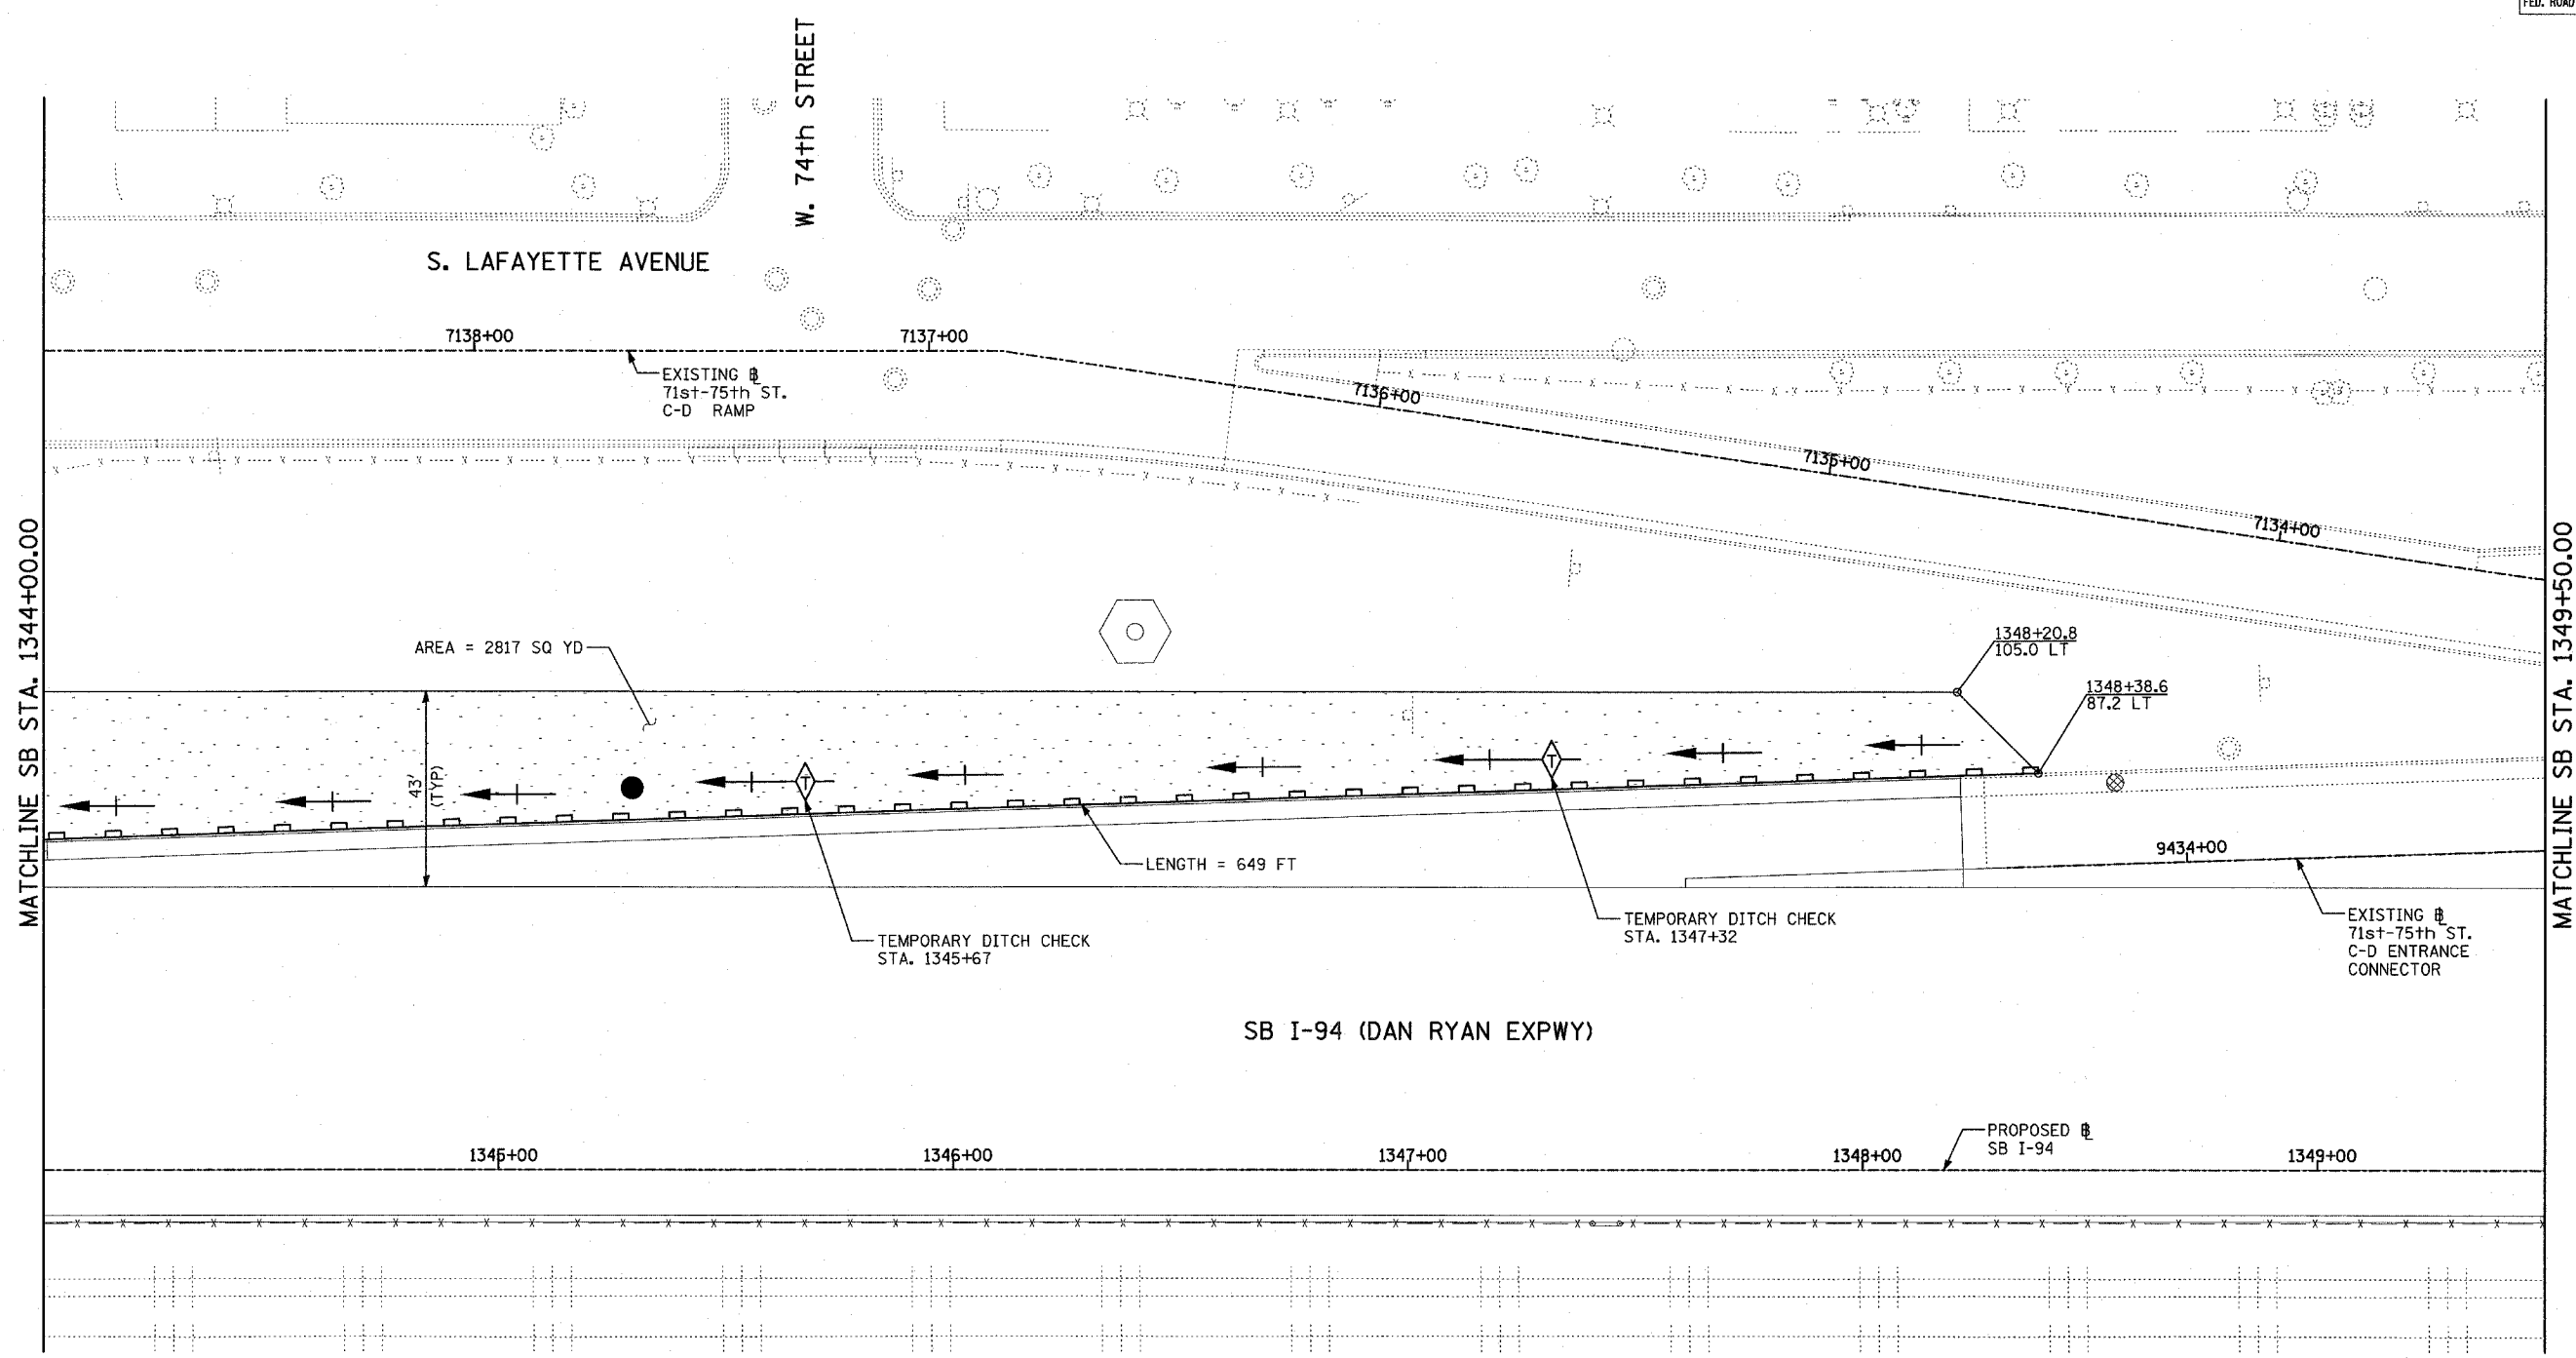 FED. ROAD
W. 74th STREET
S. LAFAYETTE AVENUE
7138+00
7137+00
EXISTING ℄
71st-75th ST.
C-D RAMP
7136+00
7135+00
7134+00
MATCHLINE SB STA. 1344+00.00
MATCHLINE SB STA. 1349+50.00
AREA = 2817 SQ YD
1348+20.8
105.0 LT
1348+38.6
87.2 LT
43'
(TYP)
T
T
LENGTH = 649 FT
9434+00
TEMPORARY DITCH CHECK
STA. 1345+67
TEMPORARY DITCH CHECK
STA. 1347+32
EXISTING ℄
71st-75th ST.
C-D ENTRANCE
CONNECTOR
SB I-94 (DAN RYAN EXPWY)
PROPOSED ℄
SB I-94
1345+00
1346+00
1347+00
1348+00
1349+00